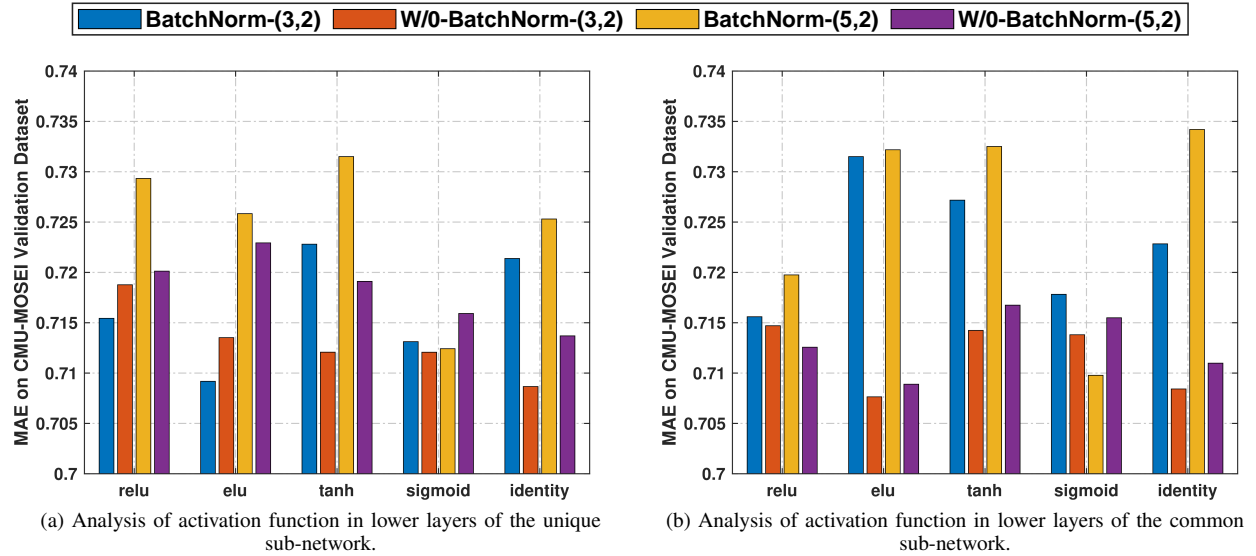 BatchNorm-(3,2) W/0-BatchNorm-(3,2) BatchNorm-(5,2) W/0-BatchNorm-(5,2)
MAE on CMU-MOSEI Validation Dataset
0.74
0.735
0.73
0.725
0.72
0.715
0.71
0.705
0.7
relu elu tanh sigmoid identity
(a) Analysis of activation function in lower layers of the unique
sub-network.
MAE on CMU-MOSEI Validation Dataset
0.74
0.735
0.73
0.725
0.72
0.715
0.71
0.705
0.7
relu elu tanh sigmoid identity
(b) Analysis of activation function in lower layers of the common
sub-network.